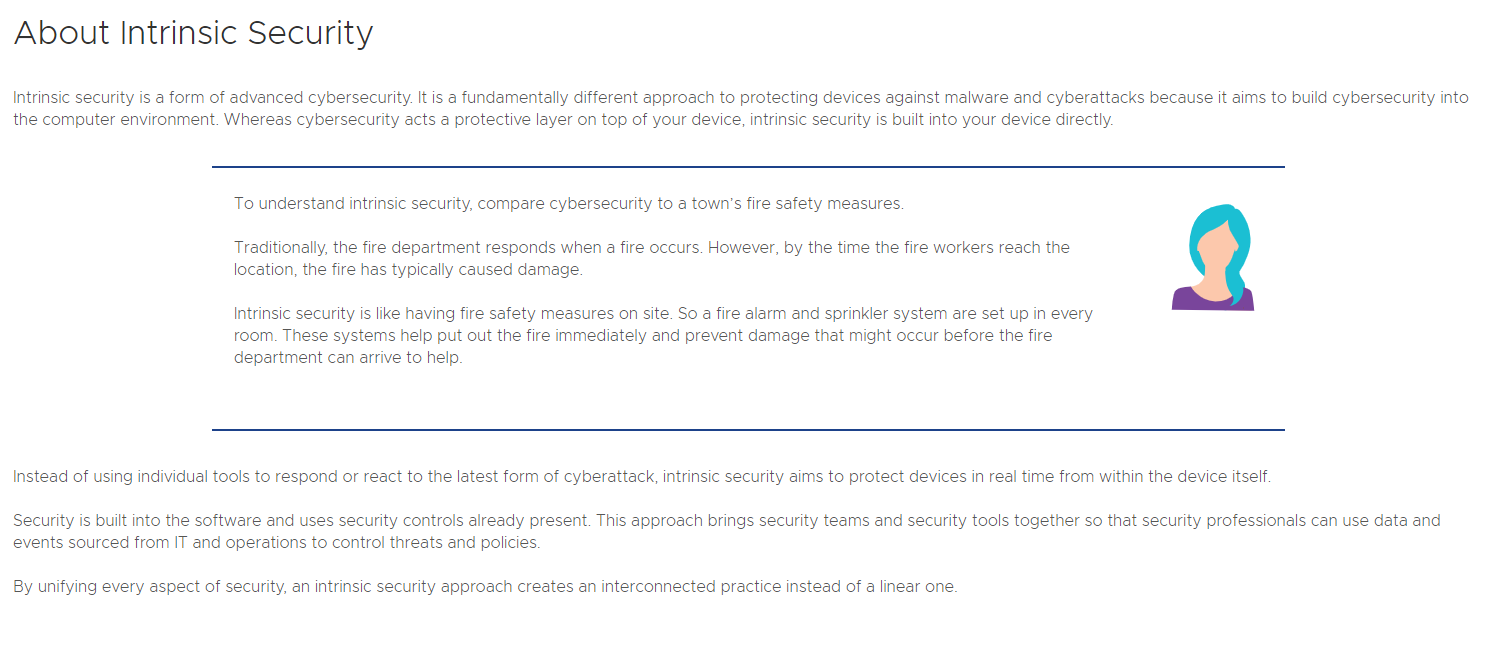 About Intrinsic Security
Intrinsic security is a form of advanced cybersecurity. It is a fundamentally different approach to protecting devices against malware and cyberattacks because it aims to build cybersecurity into
the computer environment. Whereas cybersecurity acts a protective layer on top of your device, intrinsic security is built into your device directly.
To understand intrinsic security, compare cybersecurity to a town's fire safety measures.
Traditionally, the fire department responds when a fire occurs. However, by the time the fire workers reach the
location, the fire has typically caused damage.
Intrinsic security is like having fire safety measures on site. So a fire alarm and sprinkler system are set up in every
room. These systems help put out the fire immediately and prevent damage that might occur before the fire
department can arrive to help.
Instead of using individual tools to respond or react to the latest form of cyberattack, intrinsic security aims to protect devices in real time from within the device itself.
Security is built into the software and uses security controls already present. This approach brings security teams and security tools together so that security professionals can use data and
events sourced from IT and operations to control threats and policies.
By unifying every aspect of security, an intrinsic security approach creates an interconnected practice instead of a linear one.